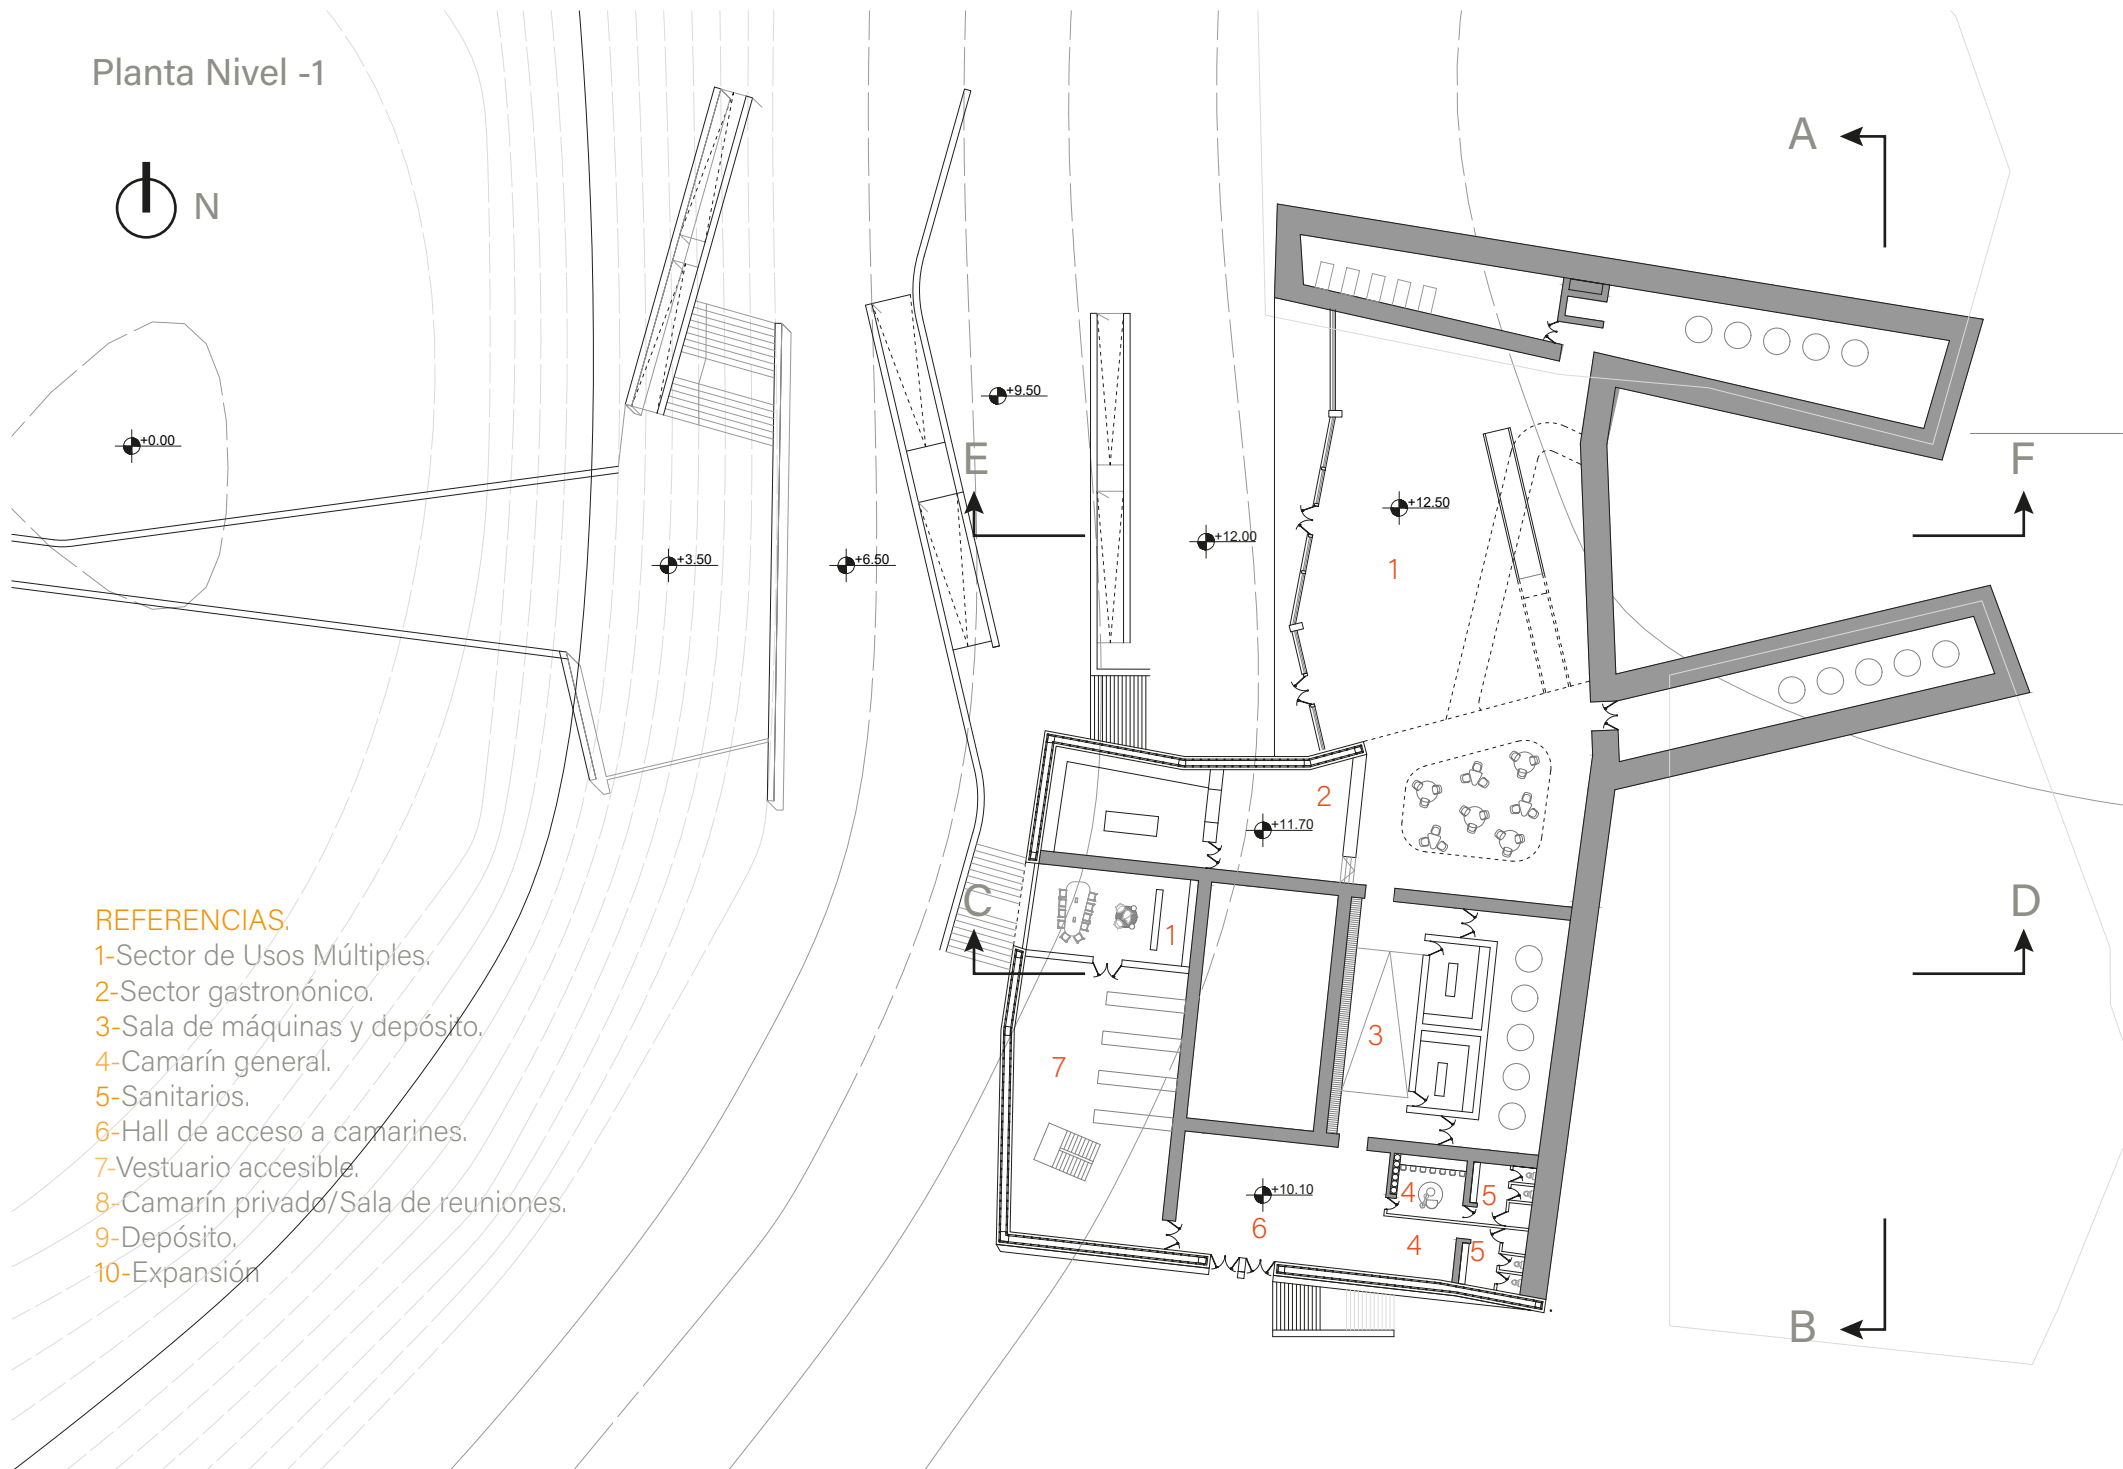 Planta Nivel -1
N
A
+9.50
+0.00
E
F
+12.50
+12.00
+3.50
+6.50
1
2
+11.70
C
D
1
REFERENCIAS.
1-Sector de Usos Múltiples.
2-Sector gastronónico.
3-Sala de máquinas y depósito.
4-Camarín general.
5-Sanitarios.
6-Hall de acceso a camarines.
7-Vestuario accesible.
8-Camarín privado/Sala de reuniones.
9-Depósito.
10-Expansión
3
7
+10.10
4
5
6
4
5
B